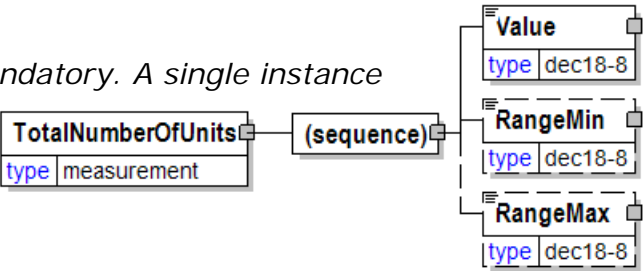 Value
type dec18-8
ndatory. A single instance
TotalNumberOfUnits
type measurement
(sequence)
RangeMin
type dec18-8
RangeMax
type dec18-8